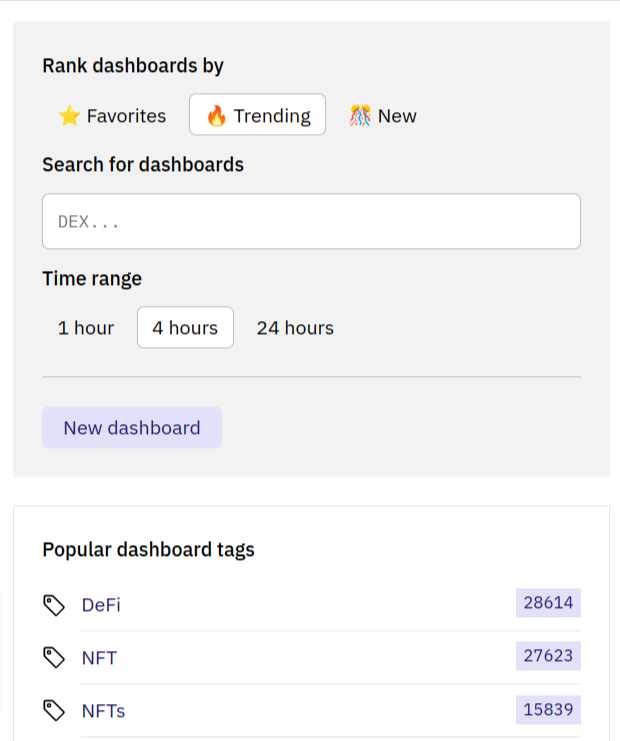 Rank dashboards by
⭐ Favorites 🔥 Trending 🎊 New
Search for dashboards
DEX...
Time range
1 hour 4 hours 24 hours
New dashboard
Popular dashboard tags
DeFi 28614
NFT 27623
NFTs 15839